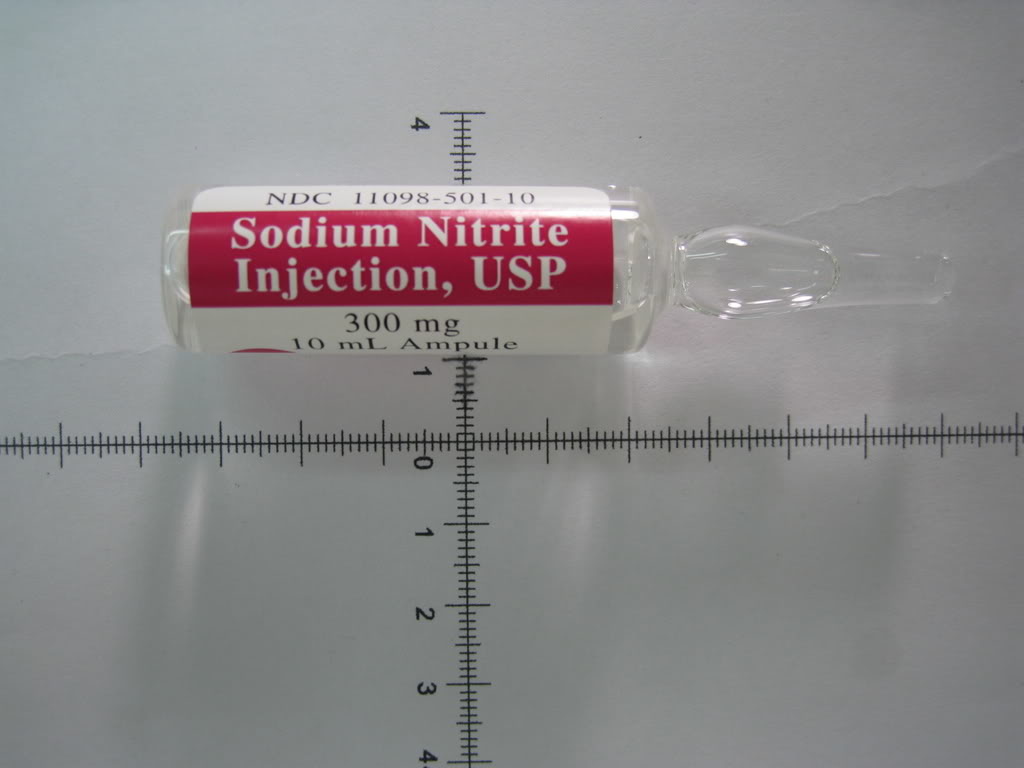 4
NDC 11098-501-10
Sodium Nitrite
Injection, USP
300 mg
10 mL Ampule
1
0
1
2
3
4